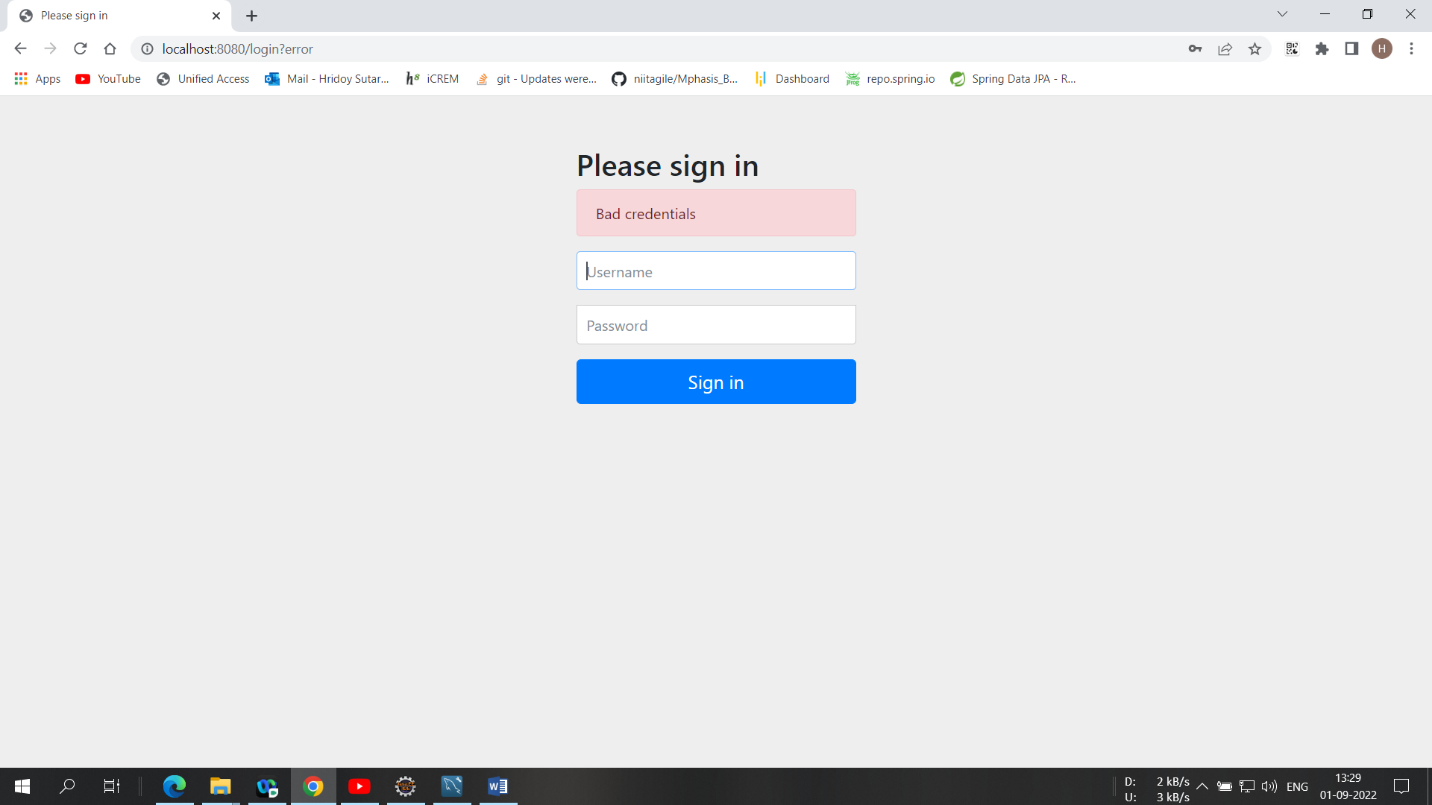 Please sign in
localhost:8080/login?error
H
Apps YouTube Unified Access Mail - Hridoy Sutar... iCREM git - Updates were... niitagile/Mphasis_B... Dashboard repo.spring.io Spring Data JPA - R...
Please sign in
Bad credentials
Username
Password
Sign in
D: 2 kB/s
U: 3 kB/s
ENG
13:29
01-09-2022